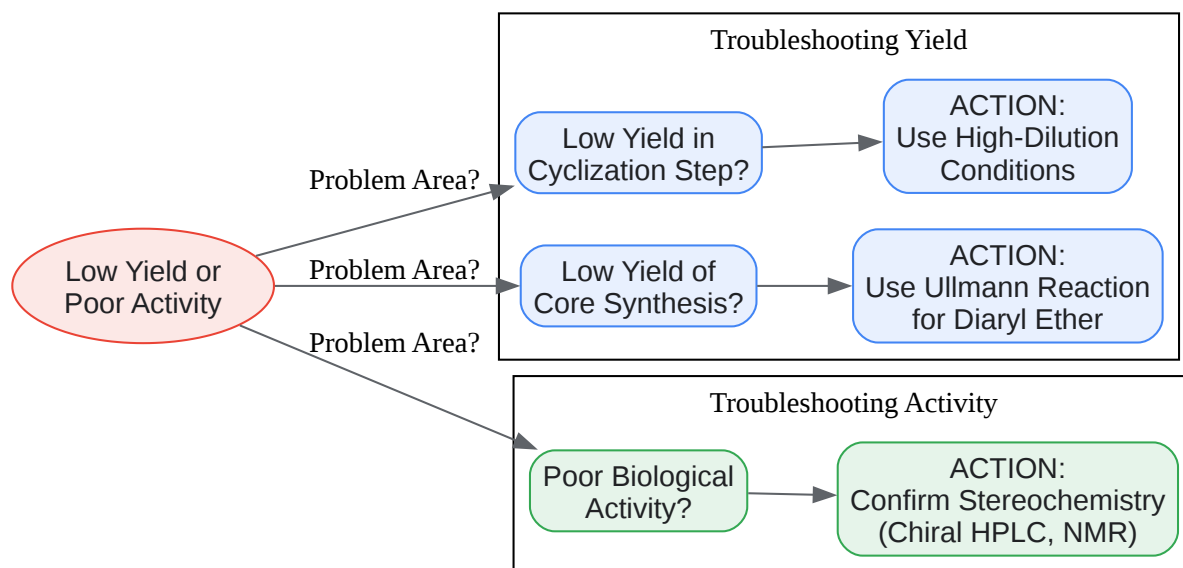 Troubleshooting Yield
Low Yield in
Cyclization Step?
ACTION:
Use High-Dilution
Conditions
Problem Area?
Low Yield or
Poor Activity
Problem Area?
Low Yield of
Core Synthesis?
ACTION:
Use Ullmann Reaction
for Diaryl Ether
Problem Area?
Troubleshooting Activity
Poor Biological
Activity?
ACTION:
Confirm Stereochemistry
(Chiral HPLC, NMR)